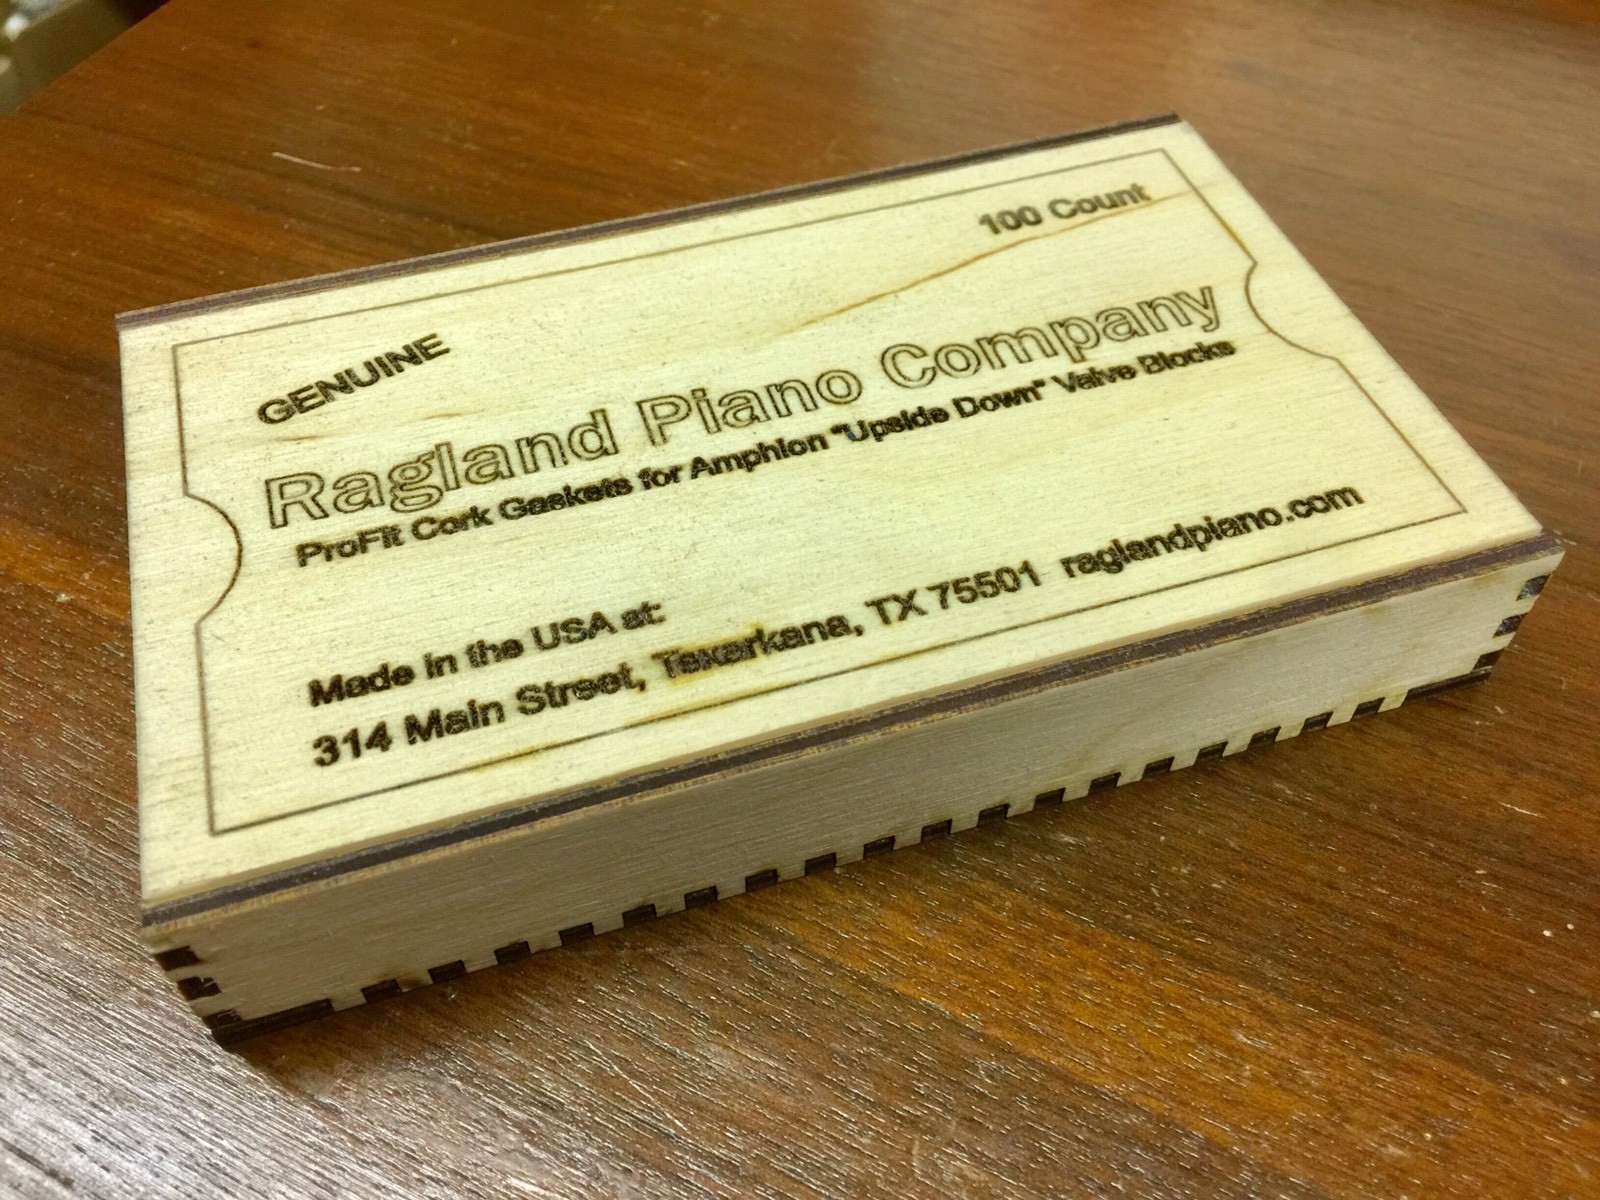 100 Count
GENUINE
Ragland Piano Company
ProFit Cork Gaskets for Amphion "Upside Down" Valve Blocks
Made in the USA at:
314 Main Street, Texarkana, TX 75501 raglandpiano.com